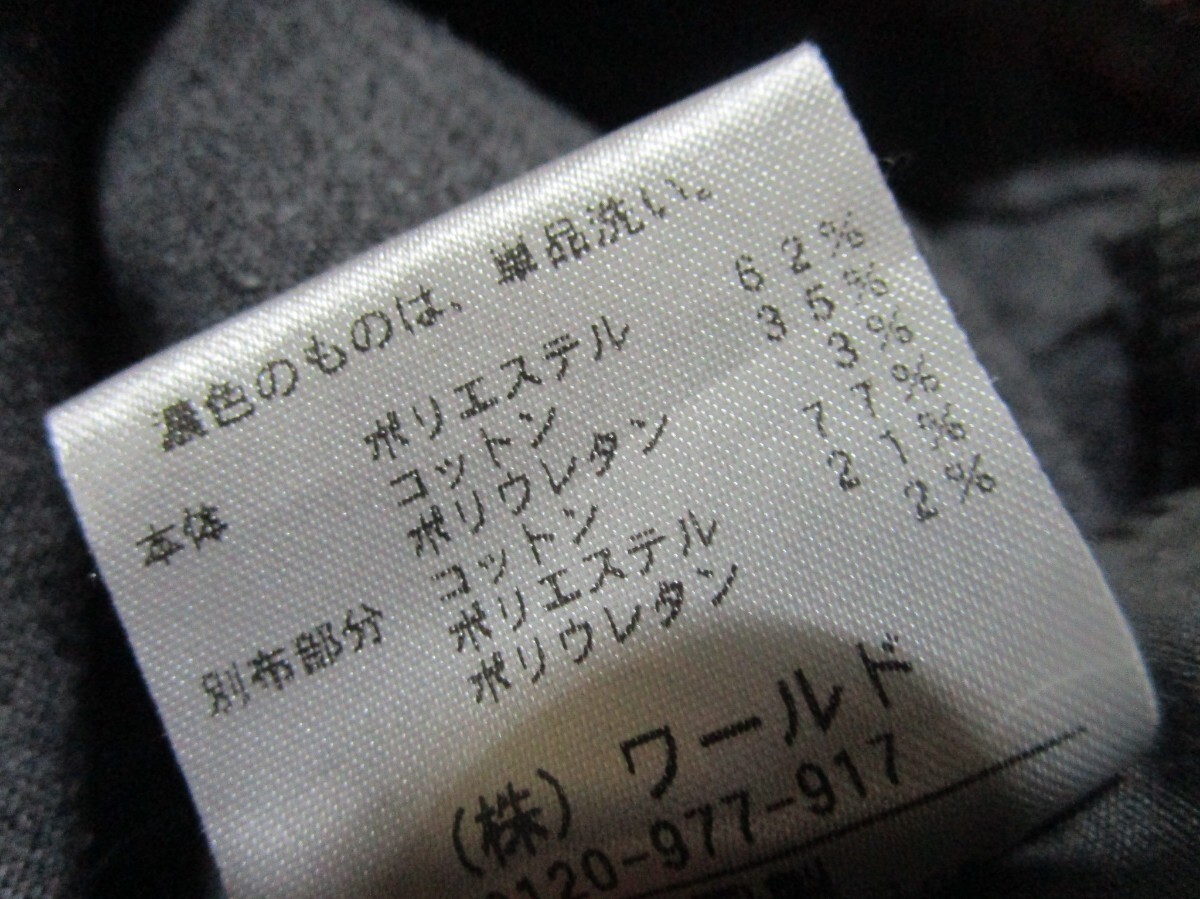 濃色のものは、単品洗い。
本体 ポリエステル 62%
コットン 35%
ポリウレタン 3%
別布部分 コットン 77%
ポリエステル 21%
ポリウレタン 2%
(株) ワールド
0120-977-917